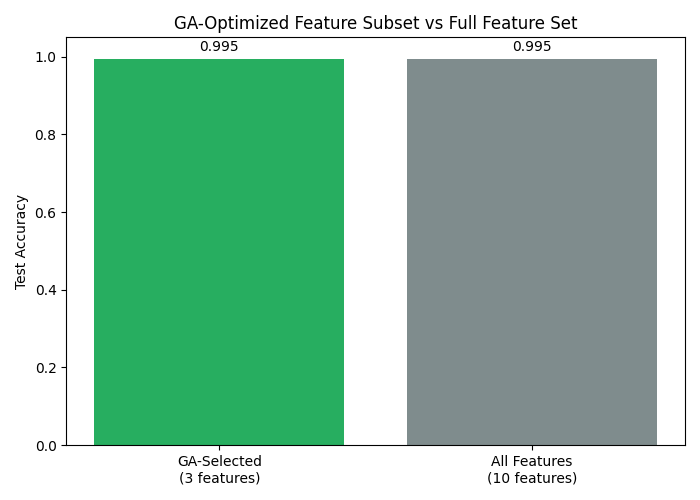 GA-Optimized Feature Subset vs Full Feature Set
0.995
0.995
1.0
0.8
0.6
0.4
0.2
0.0
Test Accuracy
GA-Selected
(3 features)
All Features
(10 features)